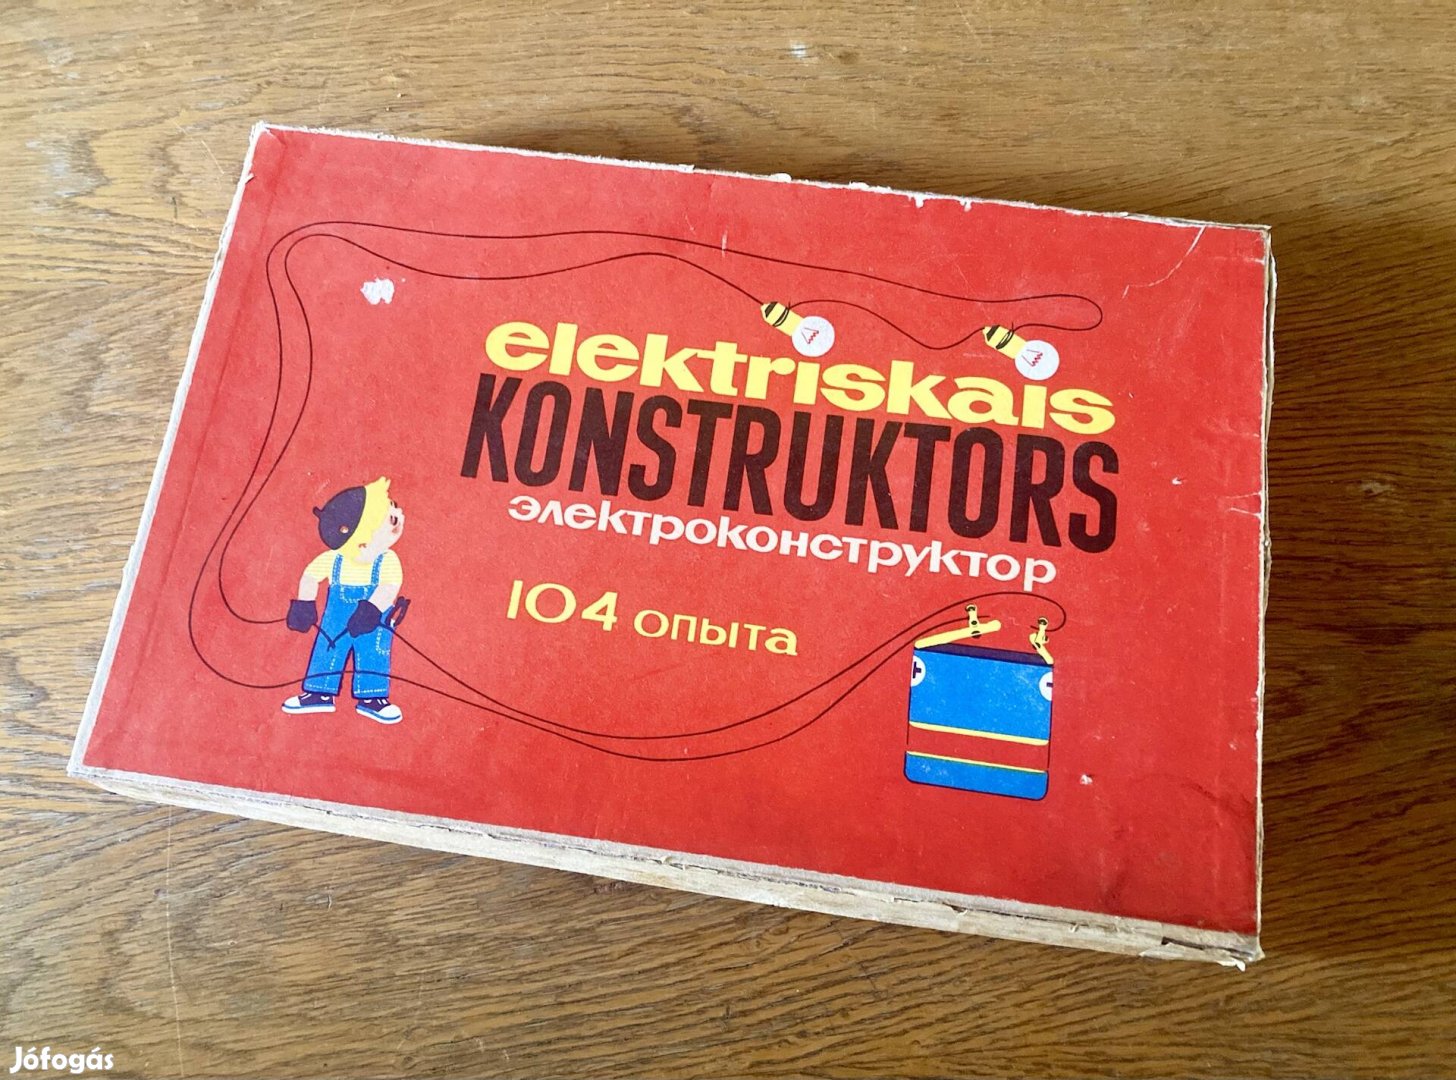 elektriskais
KONSTRUKTORS
электроконструктор
104 опыта
Jófogás